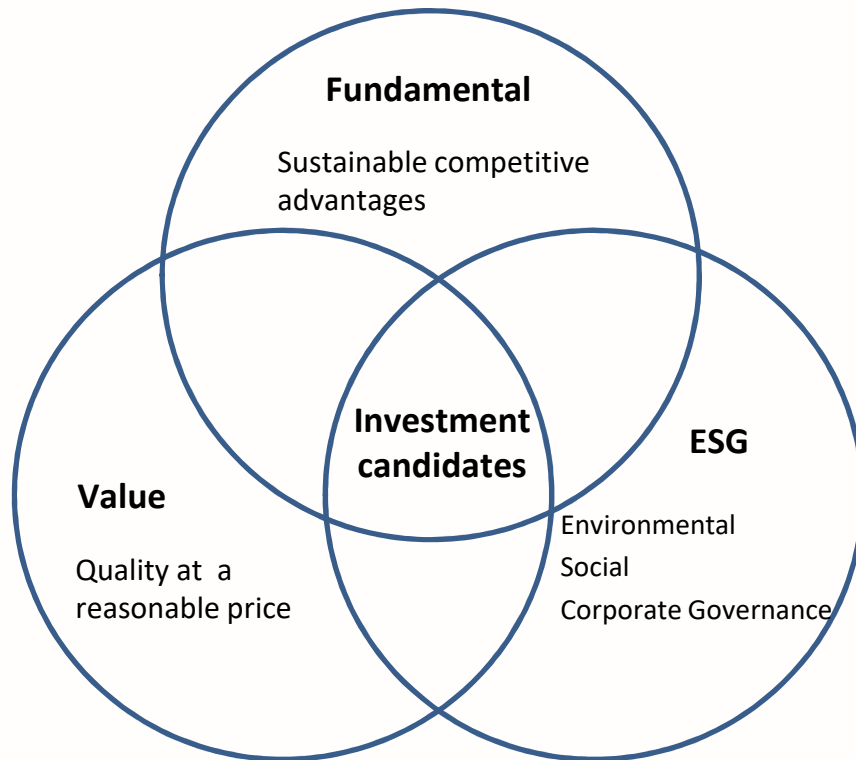 Fundamental
Sustainable competitive
advantages
Investment
candidates
ESG
Environmental
Social
Corporate Governance
Value
Quality at a
reasonable price